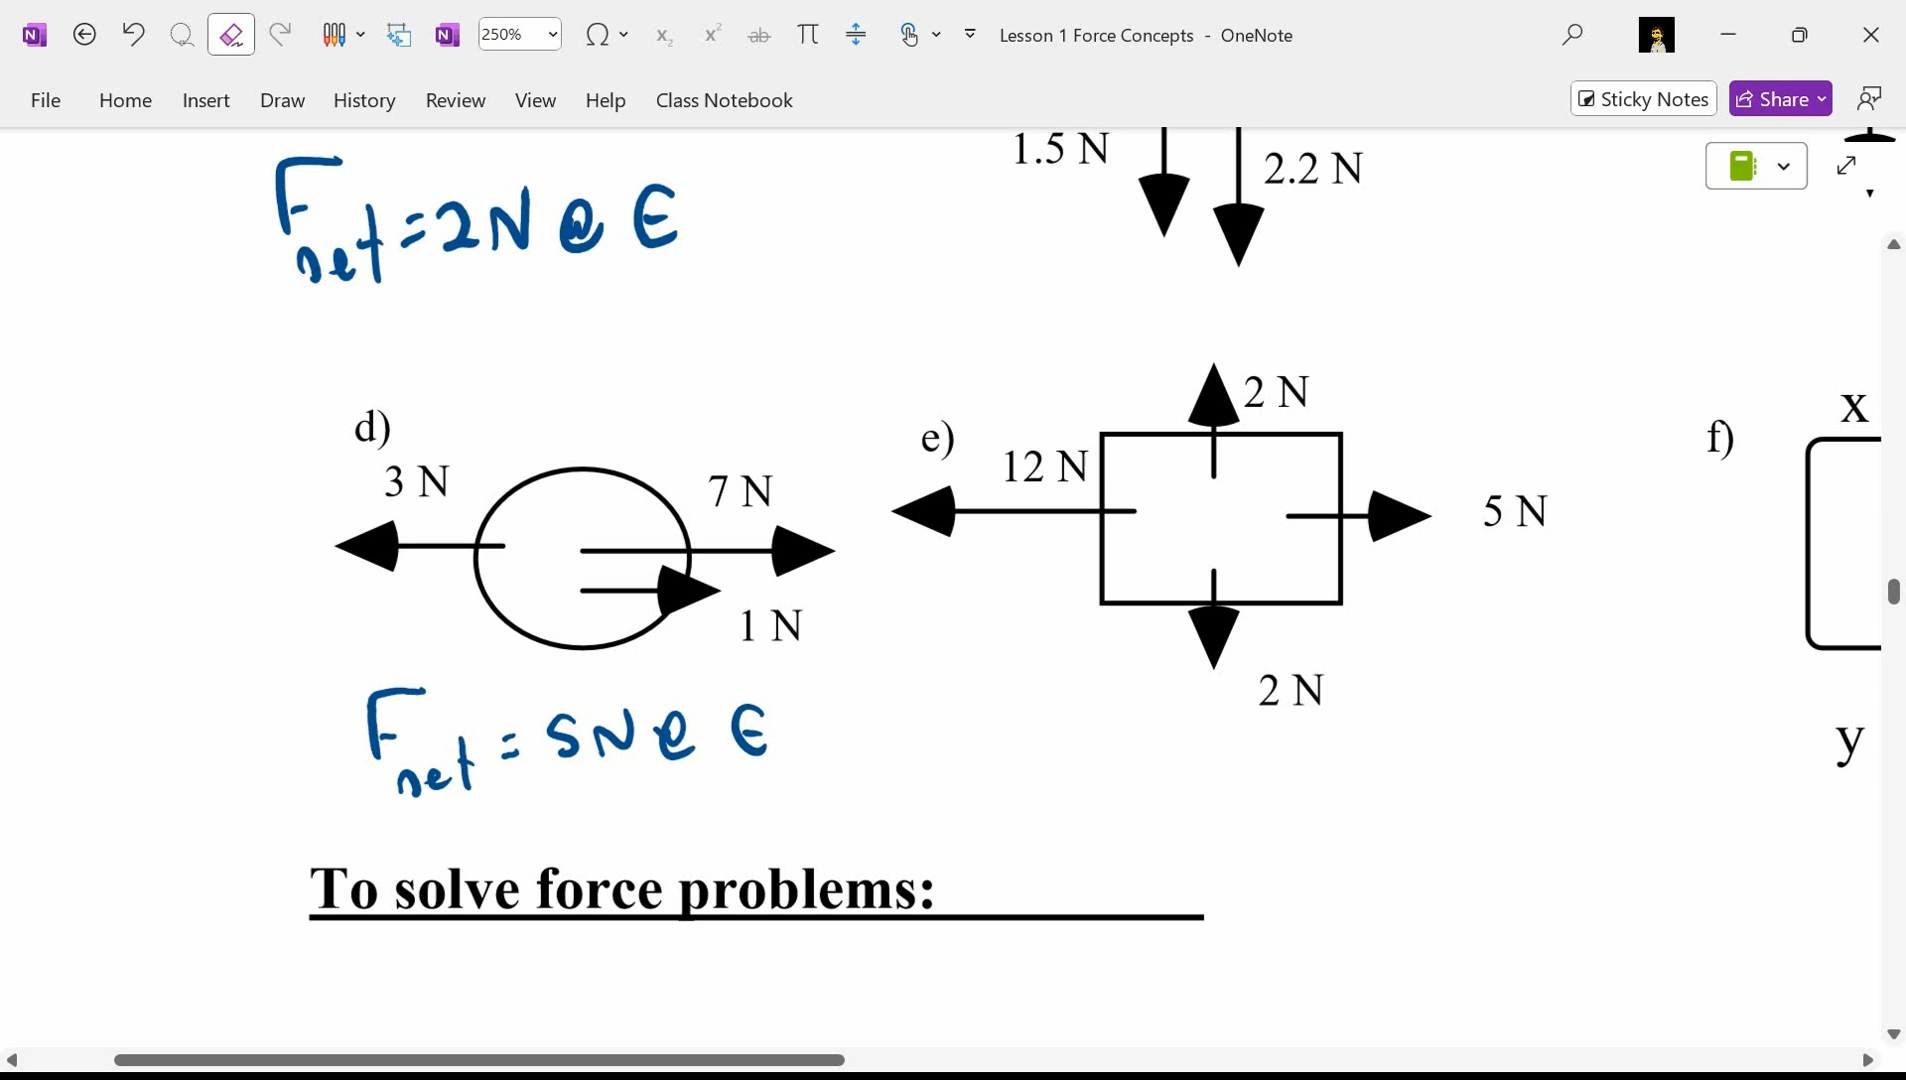 250%
Lesson 1 Force Concepts - OneNote
File Home Insert Draw History Review View Help Class Notebook
Sticky Notes
Share
1.5 N
2.2 N
Fnet = 2N @ E
d)
3 N
7 N
1 N
e)
2 N
12 N
5 N
2 N
f)
x
y
Fnet = 5N @ E
To solve force problems: